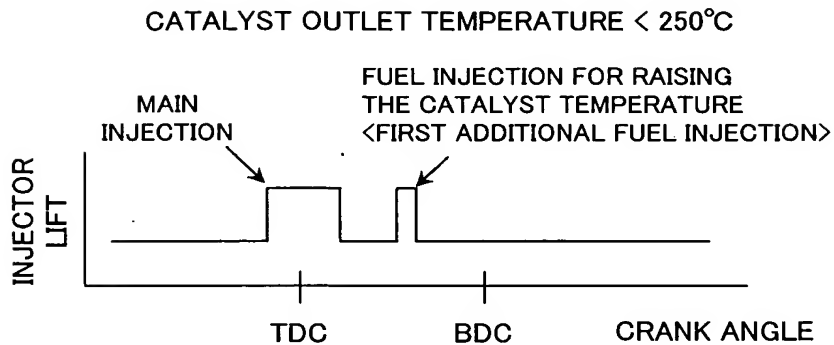 CATALYST OUTLET TEMPERATURE < 250°C
FUEL INJECTION FOR RAISING
THE CATALYST TEMPERATURE
<FIRST ADDITIONAL FUEL INJECTION>
MAIN
INJECTION
INJECTOR
LIFT
TDC
BDC
CRANK ANGLE